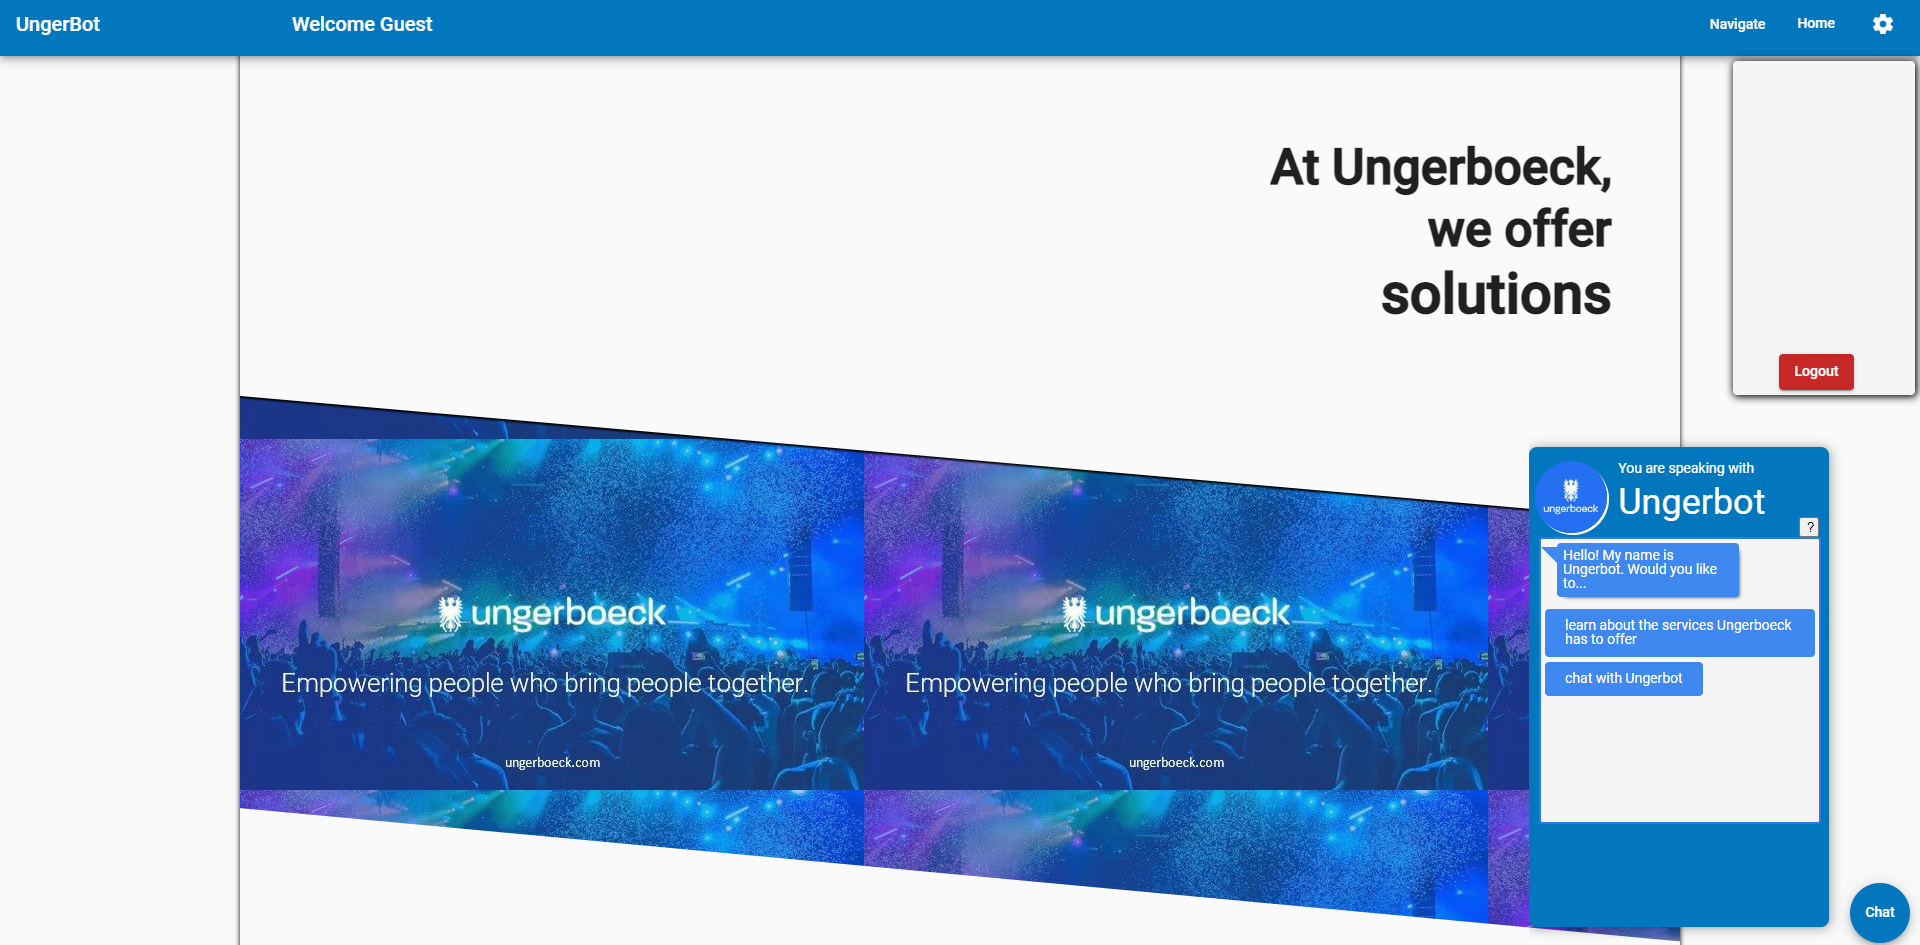 UngerBot
Welcome Guest
Navigate
Home
At Ungerboeck,
we offer
solutions
Logout
ungerboeck
Empowering people who bring people together.
ungerboeck.com
ungerboeck
Empowering people who bring people together.
ungerboeck.com
ungerboeck
You are speaking with
Ungerbot
?
Hello! My name is
Ungerbot. Would you like
to...
learn about the services Ungerboeck
has to offer
chat with Ungerbot
Chat